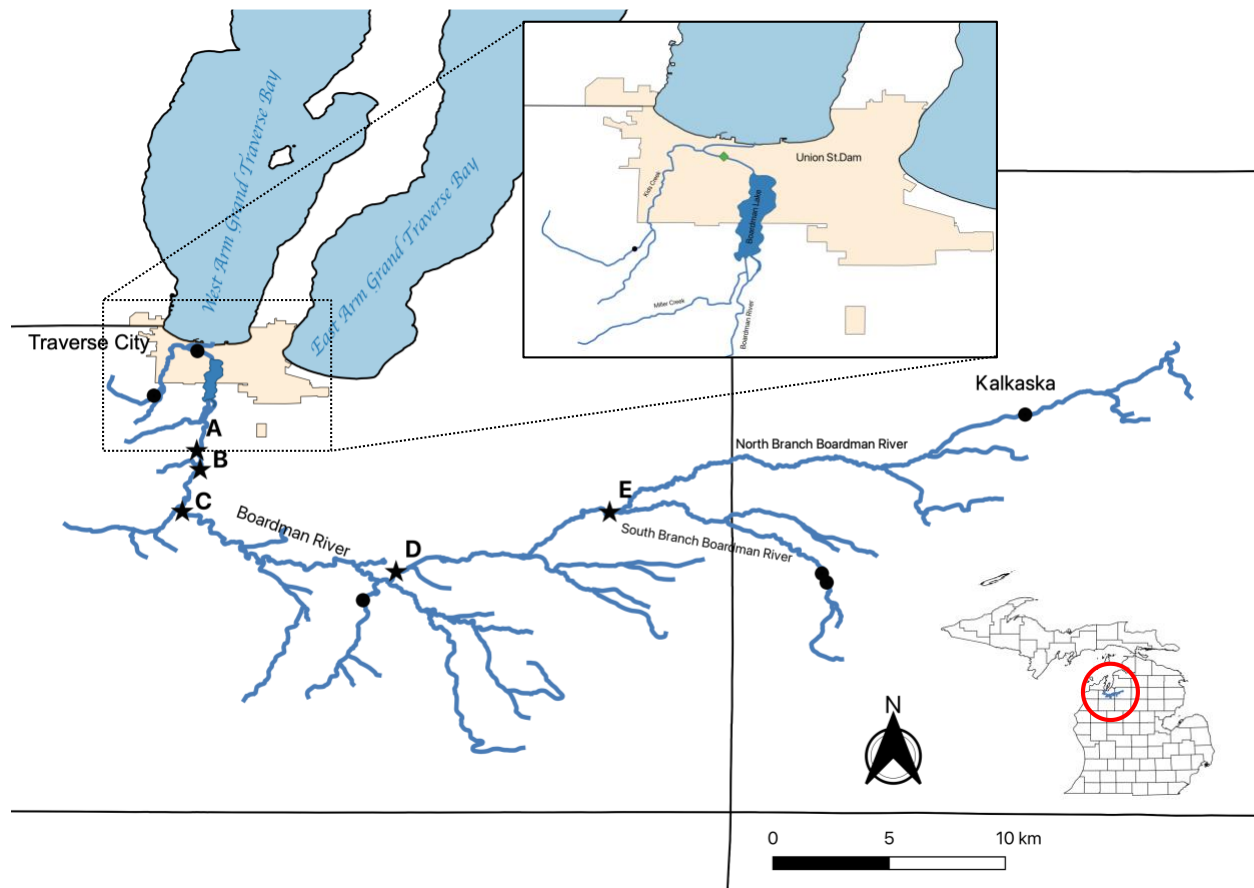 West Arm Grand Traverse Bay
East Arm Grand Traverse Bay
Union St.Dam
Kids Creek
Boardman Lake
Miller Creek
Boardman River
Traverse City
Kalkaska
A
B
North Branch Boardman River
E
C
Boardman River
South Branch Boardman River
D
N
0 5 10 km